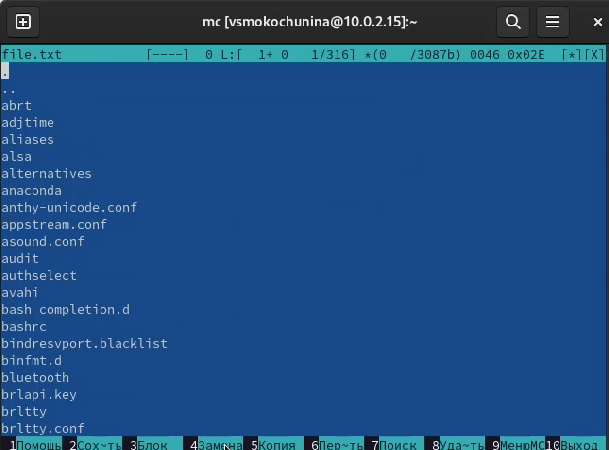 mc [vsmokochunina@10.0.2.15]:~
file.txt [----] 0 L:[ 1+ 0 1/316] *(0 /3087b) 0046 0x02E [*][X]
.
..
abrt
adjtime
aliases
alsa
alternatives
anaconda
anthy-unicode.conf
appstream.conf
asound.conf
audit
authselect
avahi
bash completion.d
bashrc
bindresvport.blacklist
binfmt.d
bluetooth
brlapi.key
brltty
brltty.conf
1Помощь 2Сох~ть 3Блок 4Замена 5Копия 6Пер~ть 7Поиск 8Уда~ть 9МенюMC 10Выход